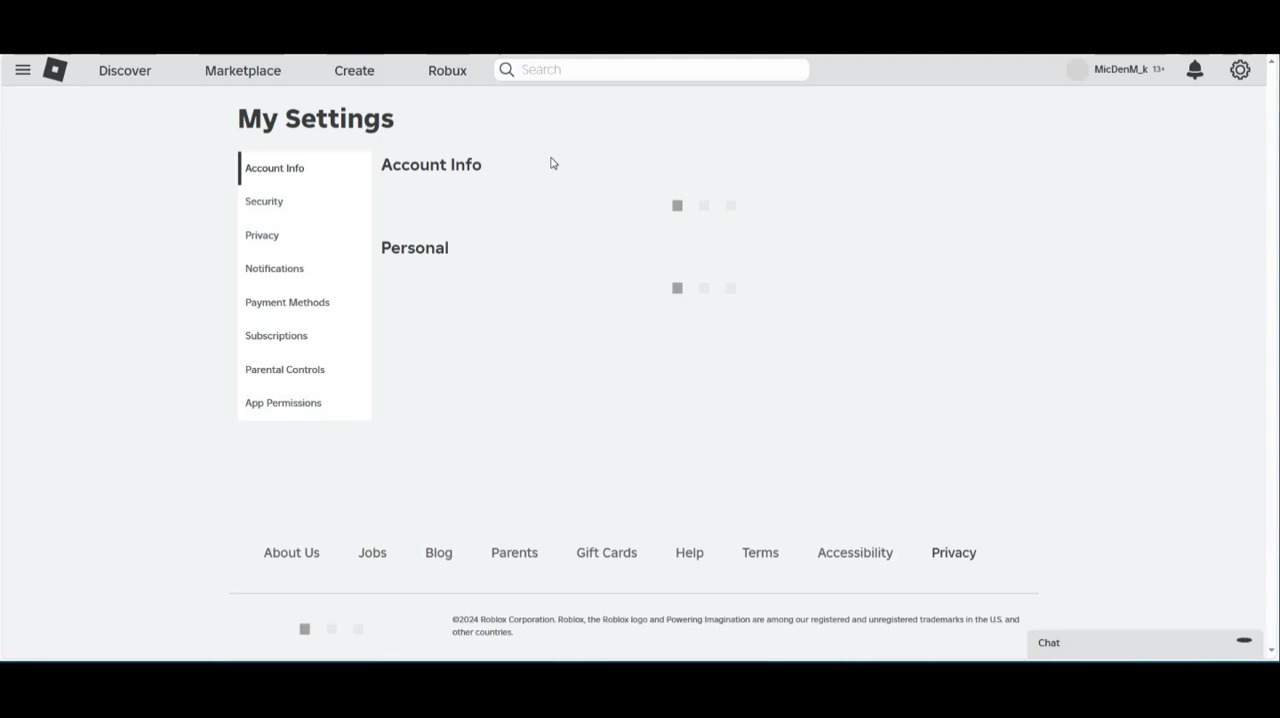 Discover Marketplace Create Robux Search MicDenM_k 13+
My Settings
Account Info
Security
Privacy
Notifications
Payment Methods
Subscriptions
Parental Controls
App Permissions
Account Info
Personal
About Us Jobs Blog Parents Gift Cards Help Terms Accessibility Privacy
©2024 Roblox Corporation. Roblox, the Roblox logo and Powering Imagination are among our registered and unregistered trademarks in the U.S. and
other countries.
Chat